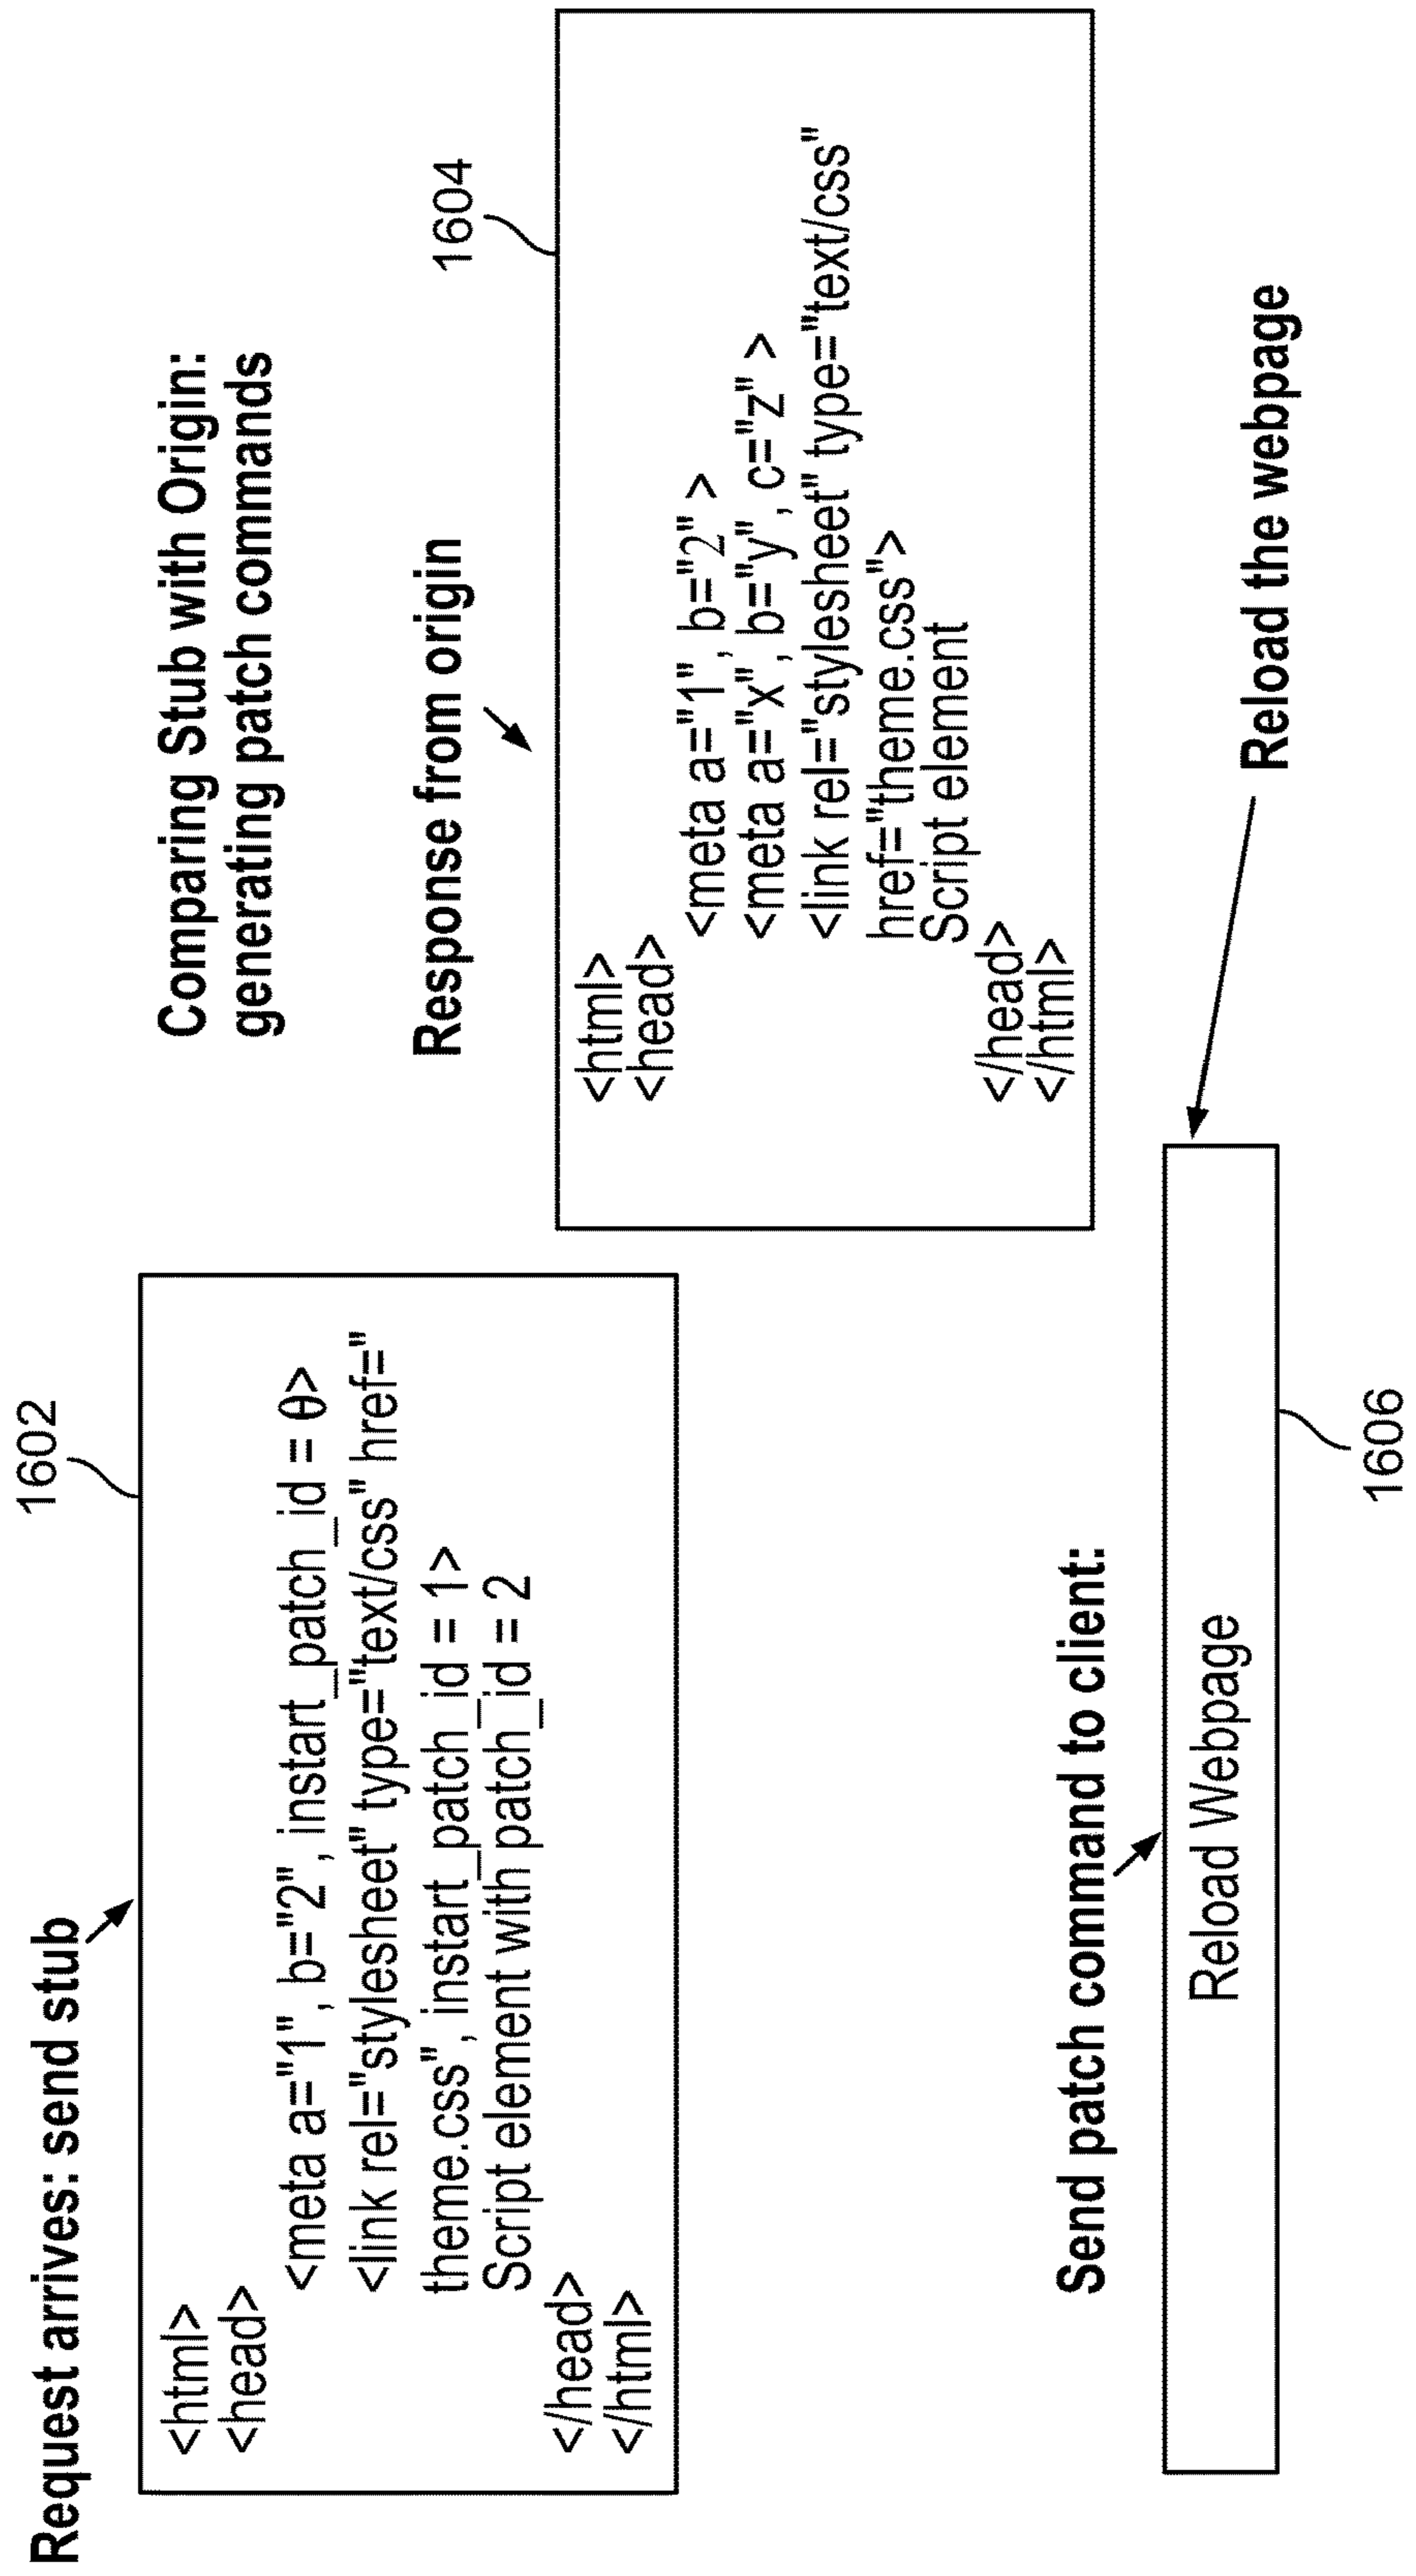 Request arrives: send stub
1602
<html>
<head>
<meta a="1", b="2", instart_patch_id = θ>
<link rel="stylesheet" type="text/css" href="
theme.css", instart_patch_id = 1>
Script element with patch_id = 2
</head>
</html>
Comparing Stub with Origin:
generating patch commands
Response from origin
1604
<html>
<head>
<meta a="1", b="2" >
<meta a="x", b="y", c="z" >
<link rel="stylesheet" type="text/css"
href="theme.css">
Script element
</head>
</html>
Send patch command to client:
Reload Webpage
1606
Reload the webpage